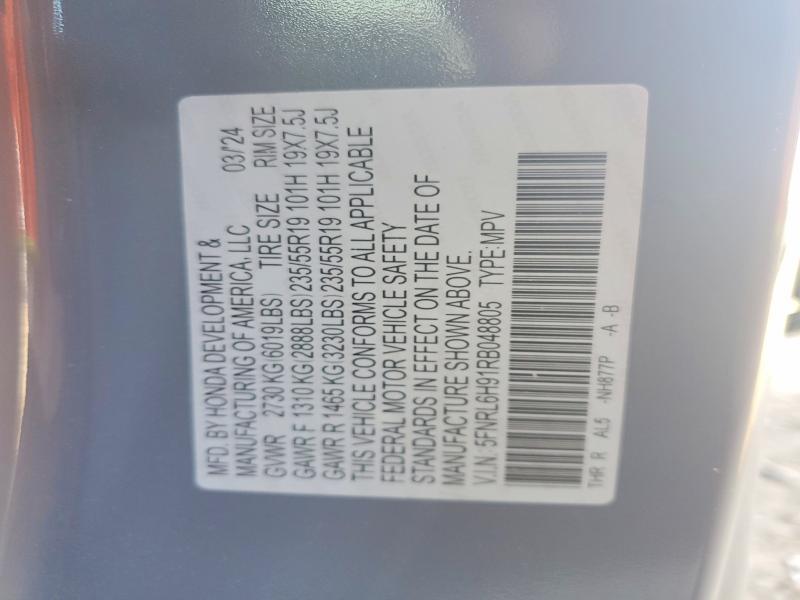 MFD. BY HONDA DEVELOPMENT &
MANUFACTURING OF AMERICA, LLC 03/'24
GVWR 2730 KG(6019LBS) TIRE SIZE RIM SIZE
GAWR F 1310 KG(2888LBS) 235/55R19 101H 19X7.5J
GAWR R 1465 KG(3230LBS) 235/55R19 101H 19X7.5J
THIS VEHICLE CONFORMS TO ALL APPLICABLE
FEDERAL MOTOR VEHICLE SAFETY
STANDARDS IN EFFECT ON THE DATE OF
MANUFACTURE SHOWN ABOVE.
V.I.N: 5FNRL6H91RB048805 TYPE:MPV
THR R AL5 -NH877P -A -B